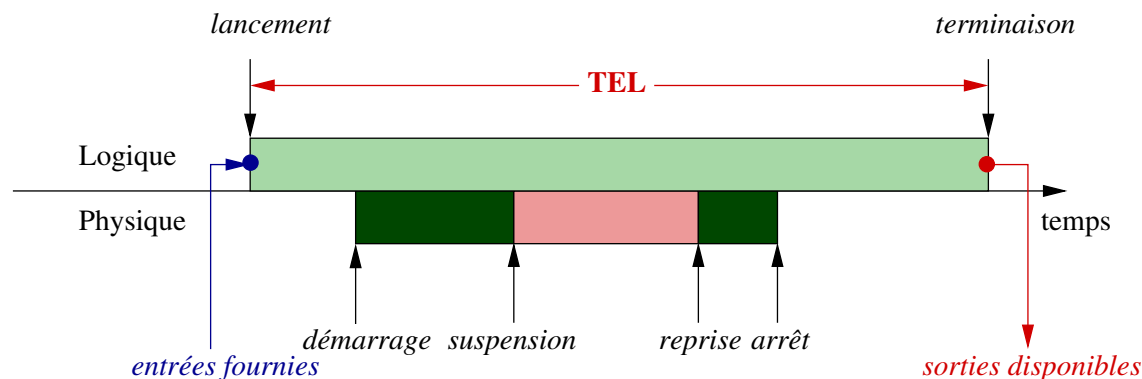 lancement
terminaison
TEL
Logique
Physique
temps
démarrage suspension
reprise arrêt
entrées fournies
sorties disponibles